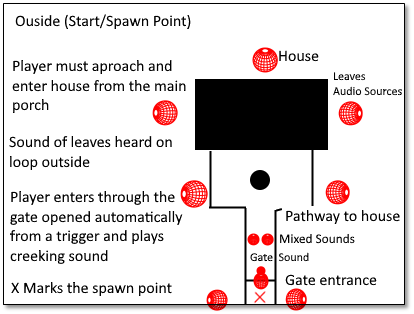 Ouside (Start/Spawn Point)
House
Player must aproach and
enter house from the main
porch
Leaves
Audio Sources
Sound of leaves heard on
loop outside
Player enters through the
gate opened automatically
from a trigger and plays
creeking sound
Pathway to house
Mixed Sounds
Gate Sound
Gate entrance
X Marks the spawn point